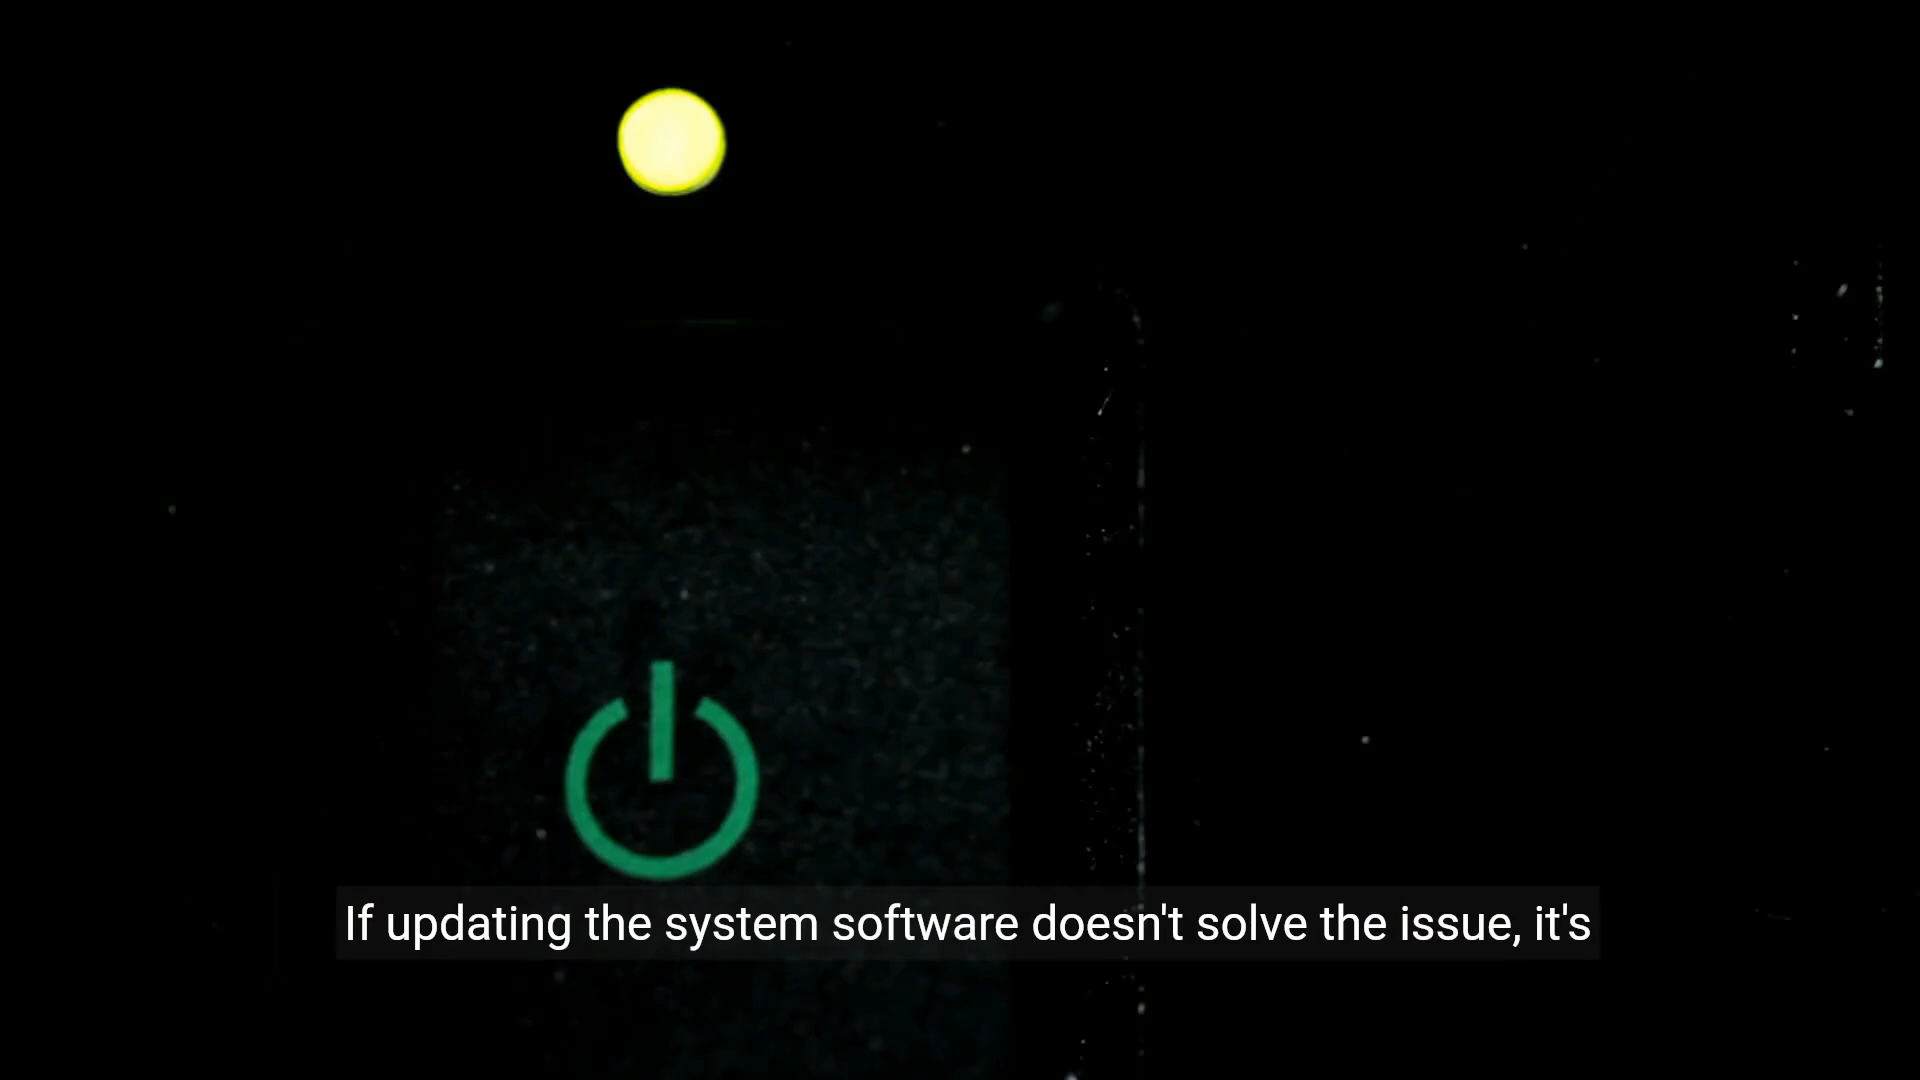 If updating the system software doesn't solve the issue, it's